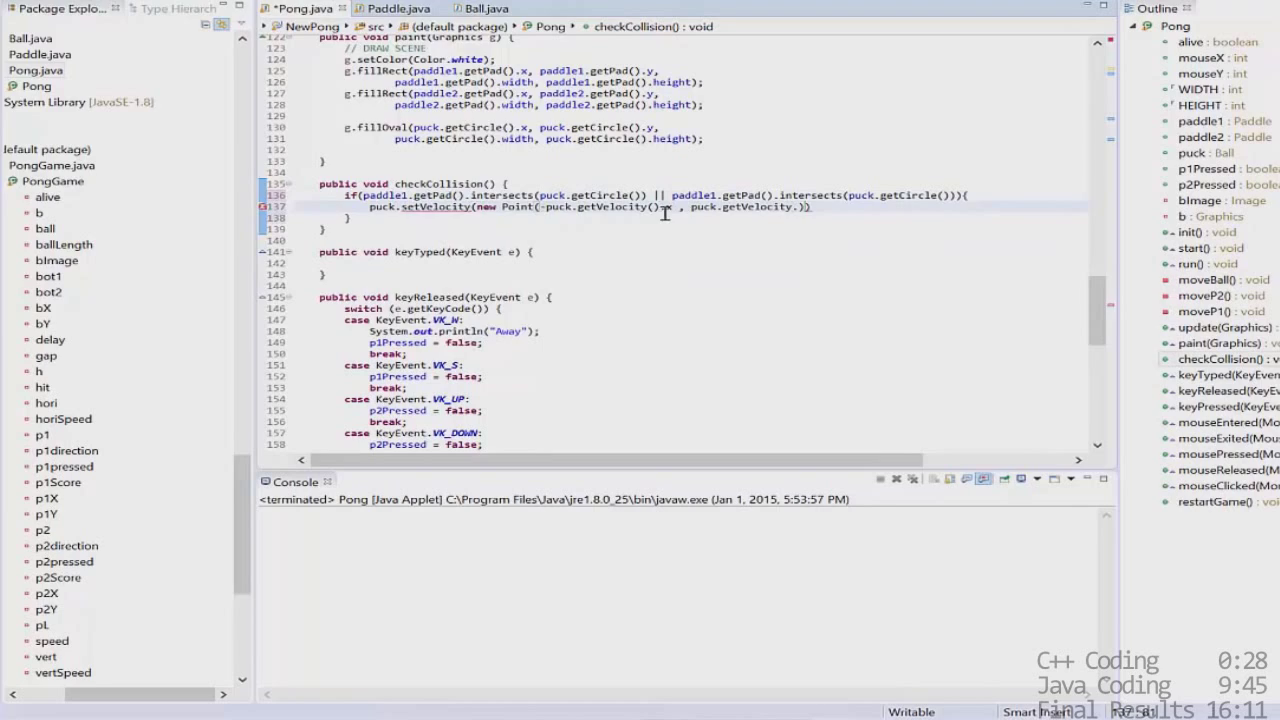 Package Explo...
Type Hierarch...
Ball.java
Paddle.java
Pong.java
Pong
System Library [JavaSE-1.8]
default package)
PongGame.java
PongGame
alive
b
ball
ballLength
bImage
bot1
bot2
bX
bY
delay
gap
h
hit
hori
horiSpeed
p1
p1direction
p1pressed
p1Score
p1X
p1Y
p2
p2direction
p2pressed
p2Score
p2X
p2Y
pL
speed
vert
vertSpeed
*Pong.java
Paddle.java
Ball.java
NewPong
src
(default package)
Pong
checkCollision() : void
122 public void paint(Graphics g) {
123 // DRAW SCENE
124 g.setColor(Color.white);
125 g.fillRect(paddle1.getPad().x, paddle1.getPad().y,
126 paddle1.getPad().width, paddle1.getPad().height);
127 g.fillRect(paddle2.getPad().x, paddle2.getPad().y,
128 paddle2.getPad().width, paddle2.getPad().height);
129
130 g.fillOval(puck.getCircle().x, puck.getCircle().y,
131 puck.getCircle().width, puck.getCircle().height);
132
133 }
134
135 public void checkCollision() {
136 if(paddle1.getPad().intersects(puck.getCircle()) || paddle1.getPad().intersects(puck.getCircle())){
137 puck.setVelocity(new Point(-puck.getVelocity().x , puck.getVelocity.))
138 }
139 }
141 public void keyTyped(KeyEvent e) {
142
143 }
144
145 public void keyReleased(KeyEvent e) {
146 switch (e.getKeyCode()) {
147 case KeyEvent.VK_W:
148 System.out.println("Away");
149 p1Pressed = false;
150 break;
151 case KeyEvent.VK_S:
152 p1Pressed = false;
153 break;
154 case KeyEvent.VK_UP:
155 p2Pressed = false;
156 break;
157 case KeyEvent.VK_DOWN:
158 p2Pressed = false;
Console
<terminated> Pong [Java Applet] C:\Program Files\Java\jre1.8.0_25\bin\javaw.exe (Jan 1, 2015, 5:53:57 PM)
Outline
Pong
alive : boolean
mouseX : int
mouseY : int
WIDTH : int
HEIGHT : int
paddle1 : Paddle
paddle2 : Paddle
puck : Ball
p1Pressed : boolean
p2Pressed : boolean
bImage : Image
b : Graphics
init() : void
start() : void
run() : void
moveBall() : void
moveP2() : void
moveP1() : void
update(Graphics)
paint(Graphics) : void
checkCollision() : v
keyTyped(KeyEvent)
keyReleased(KeyEv
keyPressed(KeyEve
mouseEntered(Mo
mouseExited(Mous
mousePressed(Mo
mouseReleased(M
mouseClicked(Mou
restartGame() : voi
C++ Coding 0:28
Java Coding 9:45
Final Results 16:11
Writable
Smart Insert